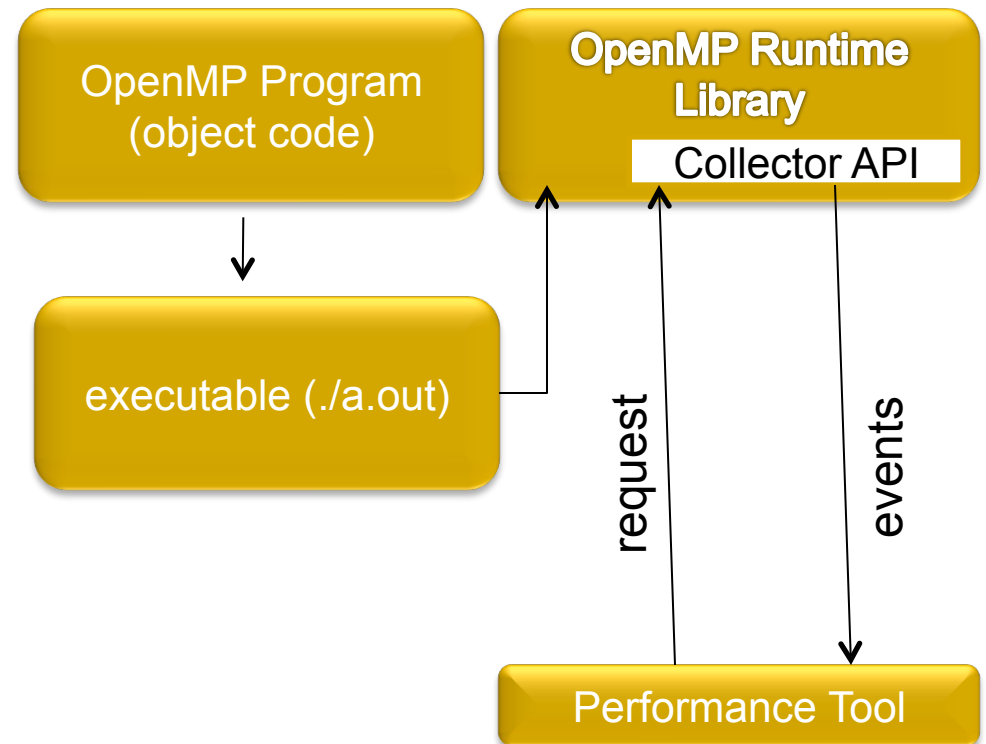 OpenMP Program
(object code)
OpenMP Runtime
Library
Collector API
executable (./a.out)
request
events
Performance Tool